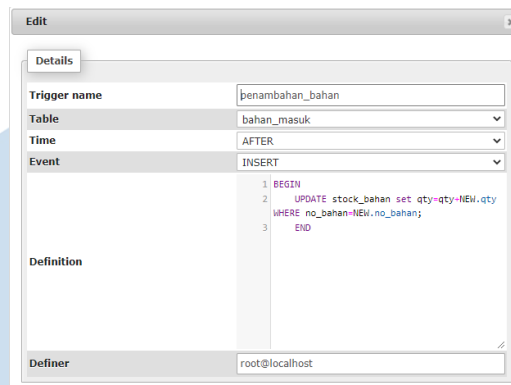 Edit
Details
Trigger name penambahan_bahan
Table bahan_masuk
Time AFTER
Event INSERT
Definition
1 BEGIN
2 UPDATE stock_bahan set qty=qty+NEW.qty
WHERE no_bahan=NEW.no_bahan;
3 END
Definer root@localhost